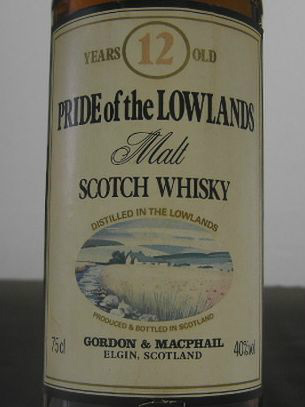 YEARS 12 OLD
PRIDE of the LOWLANDS
Malt
SCOTCH WHISKY
DISTILLED IN THE LOWLANDS
PRODUCED & BOTTLED IN SCOTLAND
75cl GORDON & MACPHAIL 40%vol
ELGIN, SCOTLAND